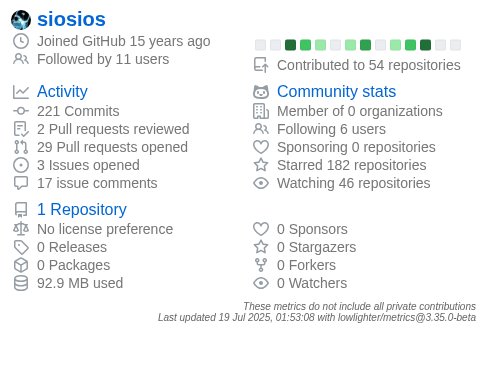 siosios
Joined GitHub 15 years ago
Followed by 11 users
Contributed to 54 repositories
Activity
221 Commits
2 Pull requests reviewed
29 Pull requests opened
3 Issues opened
17 issue comments
Community stats
Member of 0 organizations
Following 6 users
Sponsoring 0 repositories
Starred 182 repositories
Watching 46 repositories
1 Repository
No license preference
0 Releases
0 Packages
92.9 MB used
0 Sponsors
0 Stargazers
0 Forkers
0 Watchers
These metrics do not include all private contributions
Last updated 19 Jul 2025, 01:53:08 with lowlighter/metrics@3.35.0-beta